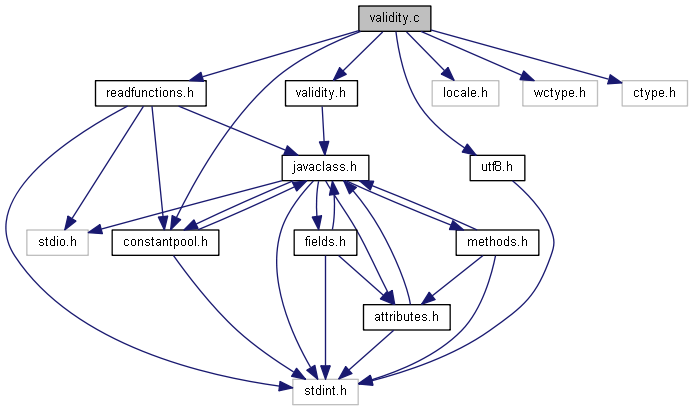 validity.c
readfunctions.h
validity.h
locale.h
wctype.h
ctype.h
javaclass.h
utf8.h
stdio.h
constantpool.h
fields.h
methods.h
attributes.h
stdint.h